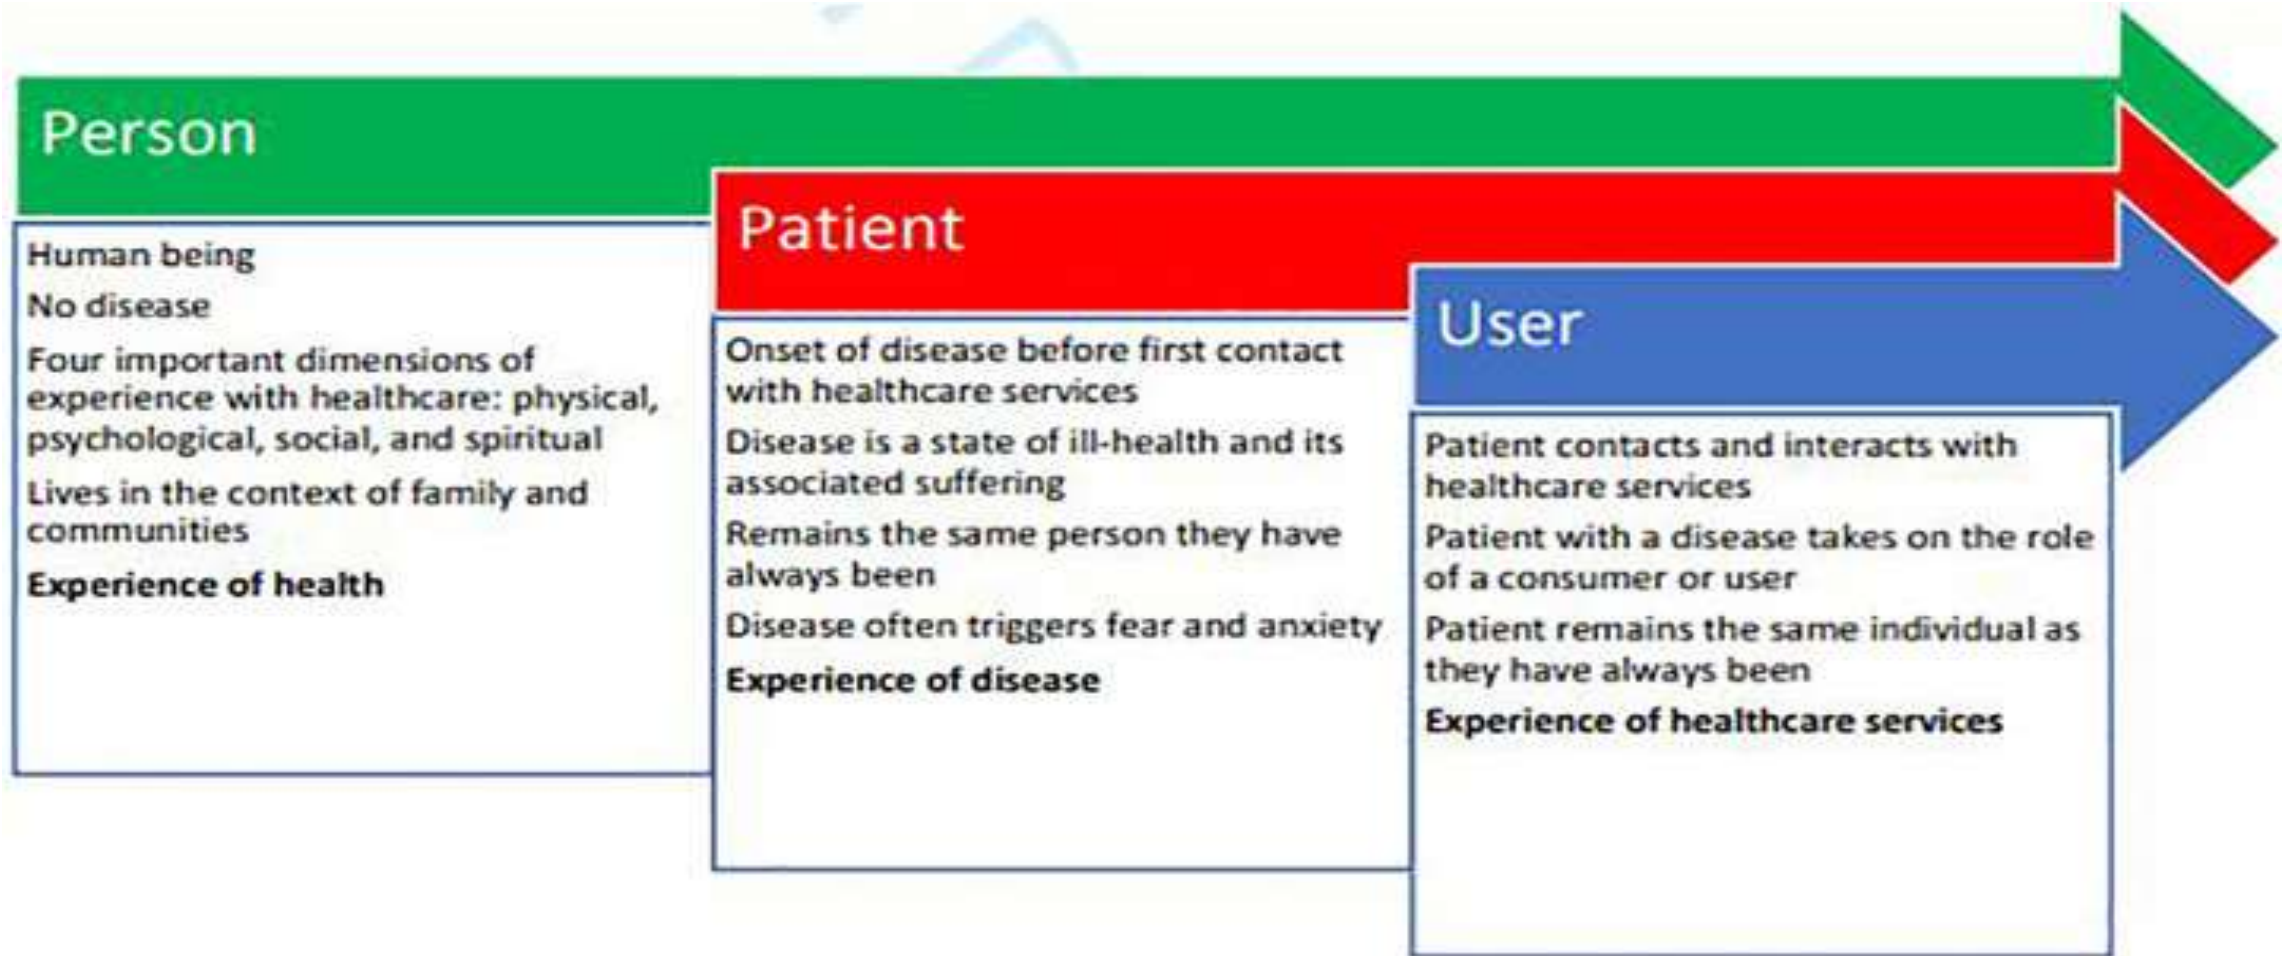 Person
Human being
No disease
Four important dimensions of
experience with healthcare: physical,
psychological, social, and spiritual
Lives in the context of family and
communities
Experience of health
Patient
Onset of disease before first contact
with healthcare services
Disease is a state of ill-health and its
associated suffering
Remains the same person they have
always been
Disease often triggers fear and anxiety
Experience of disease
User
Patient contacts and interacts with
healthcare services
Patient with a disease takes on the role
of a consumer or user
Patient remains the same individual as
they have always been
Experience of healthcare services